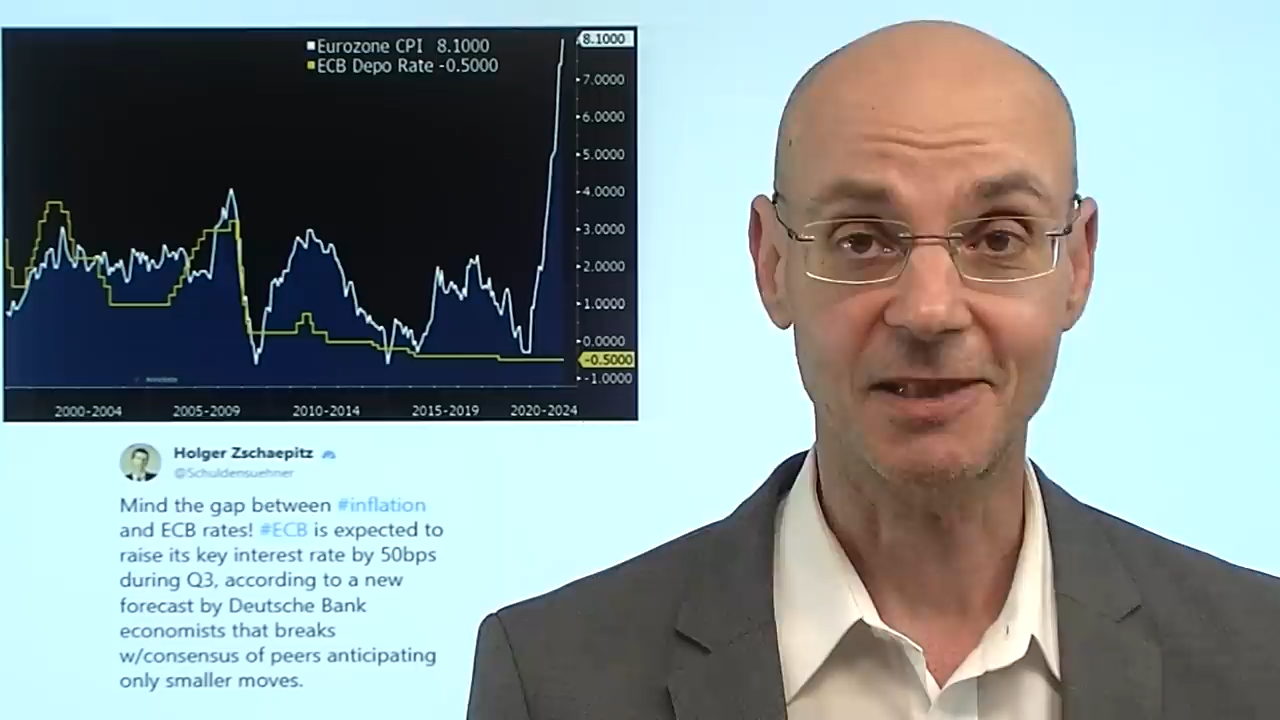 Eurozone CPI 8.1000
ECB Depo Rate -0.5000
8.1000
7.0000
6.0000
5.0000
4.0000
3.0000
2.0000
1.0000
0.0000
-0.5000
-1.0000
2000-2004 2005-2009 2010-2014 2015-2019 2020-2024
Holger Zschaepitz
@Schuldensuehner
Mind the gap between #inflation
and ECB rates! #ECB is expected to
raise its key interest rate by 50bps
during Q3, according to a new
forecast by Deutsche Bank
economists that breaks
w/consensus of peers anticipating
only smaller moves.